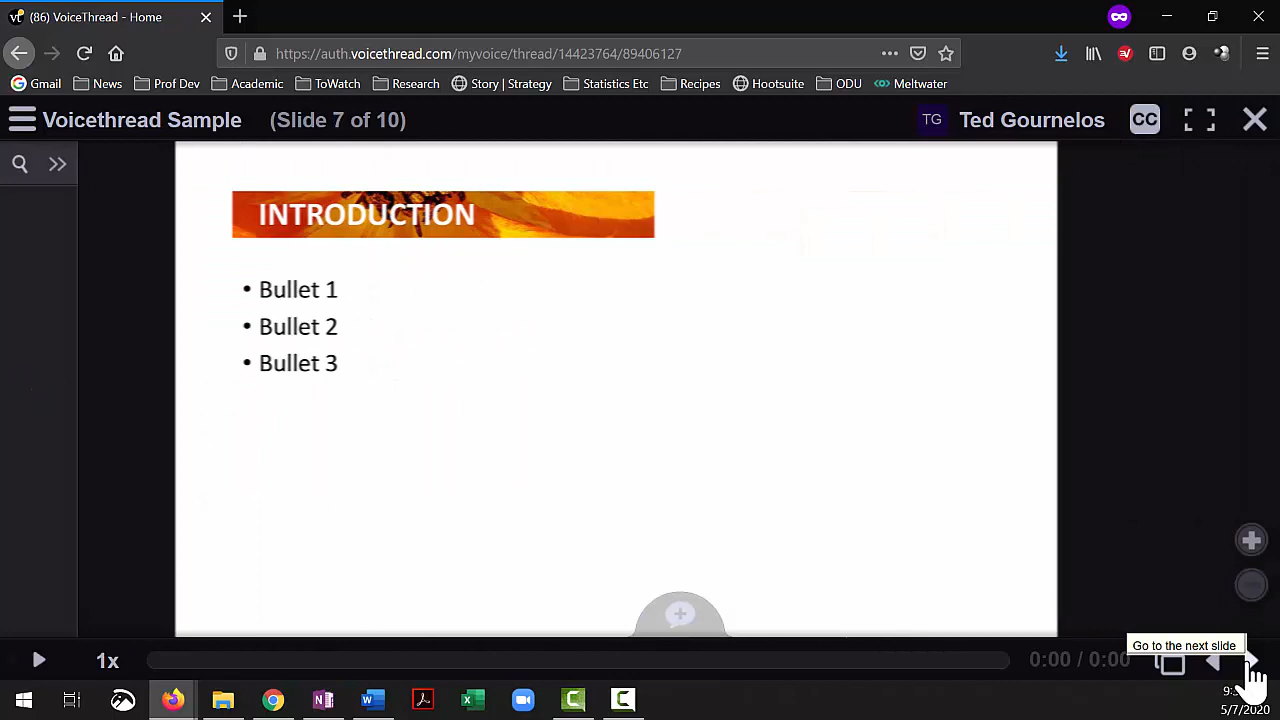 (86) VoiceThread - Home
https://auth.voicethread.com/myvoice/thread/14423764/89406127
Gmail News Prof Dev Academic ToWatch Research Story | Strategy Statistics Etc Recipes Hootsuite ODU Meltwater
Voicethread Sample (Slide 7 of 10) TG Ted Gournelos CC
INTRODUCTION
• Bullet 1
• Bullet 2
• Bullet 3
Go to the next slide
1x 0:00 / 0:00
5/7/2020